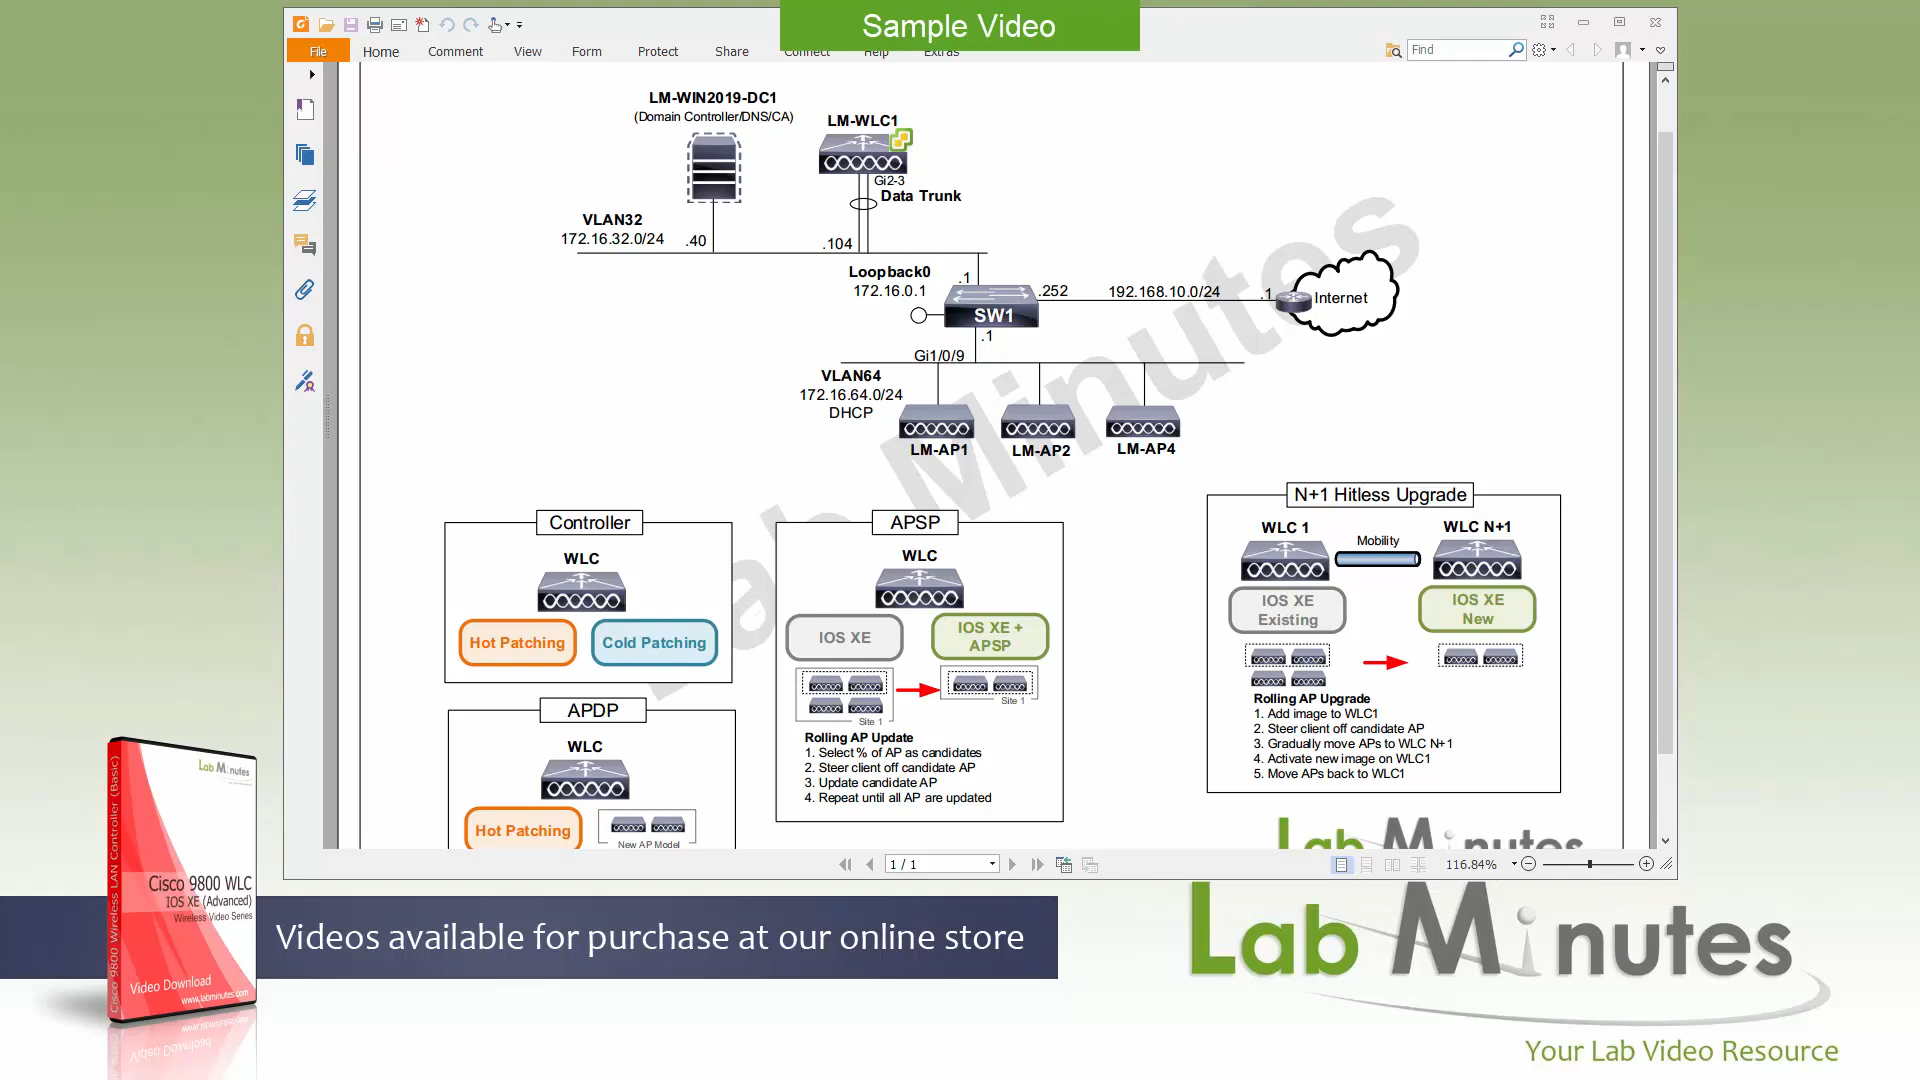 Sample Video
File
Home
Comment
View
Form
Protect
Share
Connect
Help
Extras
Find
LM-WIN2019-DC1
(Domain Controller/DNS/CA)
LM-WLC1
Gi2-3
Data Trunk
VLAN32
172.16.32.0/24
.40
.104
Loopback0
172.16.0.1
.1
SW1
.252
192.168.10.0/24
.1
Internet
.1
Gi1/0/9
VLAN64
172.16.64.0/24
DHCP
LM-AP1
LM-AP2
LM-AP4
Lab Minutes
Controller
WLC
Hot Patching
Cold Patching
APDP
WLC
Hot Patching
New AP Model
APSP
WLC
IOS XE
IOS XE +
APSP
Site 1
Site 1
Rolling AP Update
1. Select % of AP as candidates
2. Steer client off candidate AP
3. Update candidate AP
4. Repeat until all AP are updated
N+1 Hitless Upgrade
WLC 1
Mobility
WLC N+1
IOS XE
Existing
IOS XE
New
Rolling AP Upgrade
1. Add image to WLC1
2. Steer client off candidate AP
3. Gradually move APs to WLC N+1
4. Activate new image on WLC1
5. Move APs back to WLC1
Lab Minutes
1 / 1
116.84%
Cisco 9800 Wireless LAN Controller (Basic)
Lab Minutes
Cisco 9800 WLC
IOS XE (Advanced)
Wireless Video Series
Video Download
www.labminutes.com
Videos available for purchase at our online store
Lab Minutes
Your Lab Video Resource